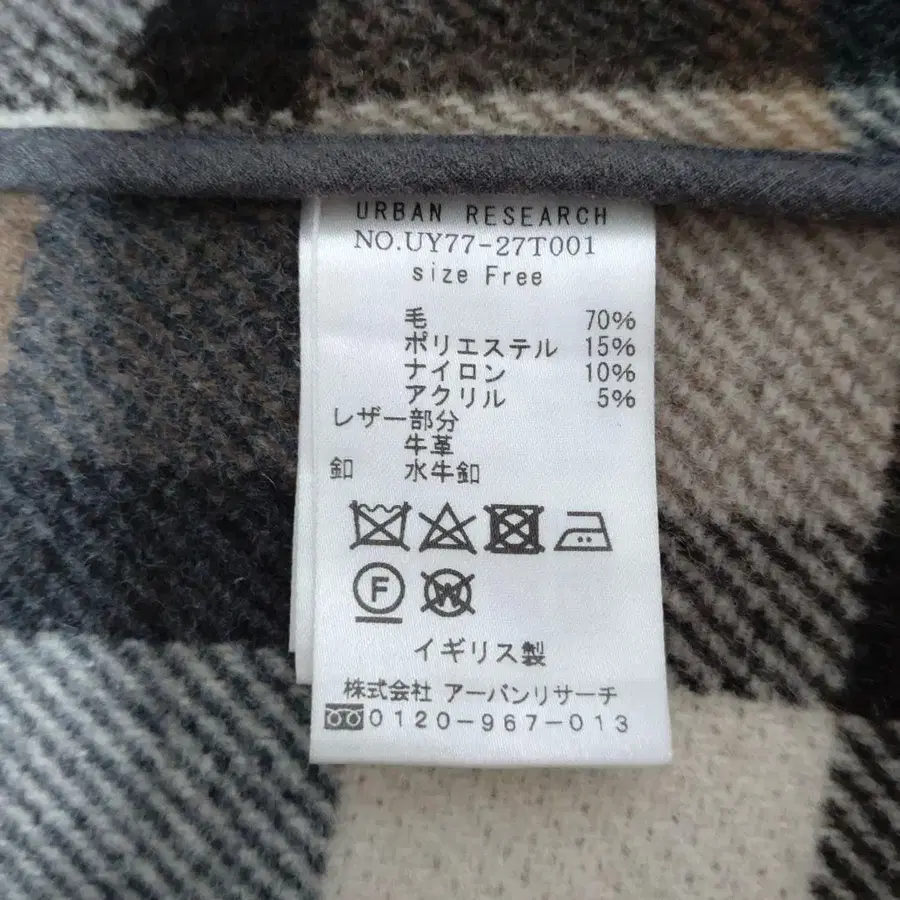 URBAN RESEARCH
NO.UY77-27T001
size Free
毛 70%
ポリエステル 15%
ナイロン 10%
アクリル 5%
レザー部分
牛革
釦 水牛釦
F W
イギリス製
株式会社 アーバンリサーチ
0120-967-013